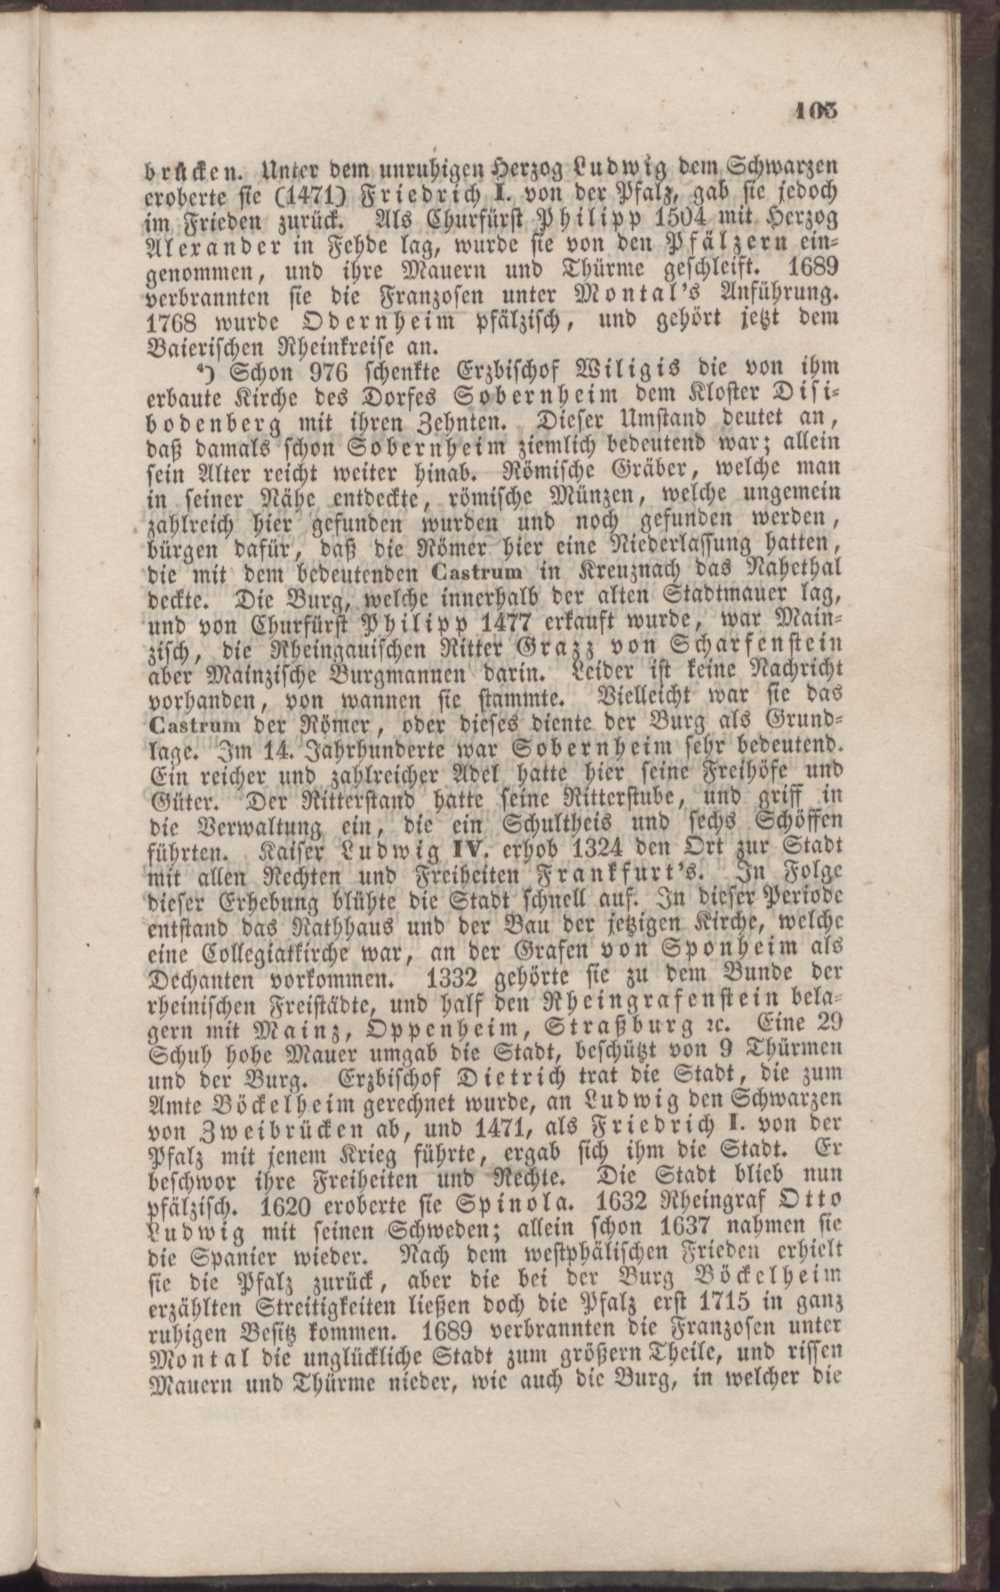 103
brücken. Unter dem unruhigen Herzog Ludwig dem Schwarzen
eroberte sie (1471) Friedrich I. von der Pfalz, gab sie jedoch
im Frieden zurück. Als Churfürst Philipp 1504 mit Herzog
Alexander in Fehde lag, wurde sie von den Pfälzern ein-
genommen, und ihre Mauern und Thürme geschleift. 1689
verbrannten sie die Franzosen unter Montal's Anführung.
1768 wurde Odernheim pfälzisch, und gehört jetzt dem
Baierischen Rheinkreise an.
⁴) Schon 976 schenkte Erzbischof Wiligis die von ihm
erbaute Kirche des Dorfes Sobernheim dem Kloster Disi-
bodenberg mit ihren Zehnten. Dieser Umstand deutet an,
daß damals schon Sobernheim ziemlich bedeutend war; allein
sein Alter reicht weiter hinab. Römische Gräber, welche man
in seiner Nähe entdeckte, römische Münzen, welche ungemein
zahlreich hier gefunden wurden und noch gefunden werden,
bürgen dafür, daß die Römer hier eine Niederlassung hatten,
die mit dem bedeutenden Castrum in Kreuznach das Nahethal
deckte. Die Burg, welche innerhalb der alten Stadtmauer lag,
und von Churfürst Philipp 1477 erkauft wurde, war Main-
zisch, die Rheingauischen Ritter Grazz von Scharfenstein
aber Mainzische Burgmannen darin. Leider ist keine Nachricht
vorhanden, von wannen sie stammte. Vielleicht war sie das
Castrum der Römer, oder dieses diente der Burg als Grund-
lage. Im 14. Jahrhunderte war Sobernheim sehr bedeutend.
Ein reicher und zahlreicher Adel hatte hier seine Freihöfe und
Güter. Der Ritterstand hatte seine Ritterstube, und griff in
die Verwaltung ein, die ein Schultheis und sechs Schöffen
führten. Kaiser Ludwig IV. erhob 1324 den Ort zur Stadt
mit allen Rechten und Freiheiten Frankfurt's. In Folge
dieser Erhebung blühte die Stadt schnell auf. In dieser Periode
entstand das Rathhaus und der Bau der jetzigen Kirche, welche
eine Collegiatkirche war, an der Grafen von Sponheim als
Dechanten vorkommen. 1332 gehörte sie zu dem Bunde der
rheinischen Freistädte, und half den Rheingrafenstein bela-
gern mit Mainz, Oppenheim, Straßburg ꝛc. Eine 29
Schuh hohe Mauer umgab die Stadt, beschützt von 9 Thürmen
und der Burg. Erzbischof Dietrich trat die Stadt, die zum
Amte Böckelheim gerechnet wurde, an Ludwig den Schwarzen
von Zweibrücken ab, und 1471, als Friedrich I. von der
Pfalz mit jenem Krieg führte, ergab sich ihm die Stadt. Er
beschwor ihre Freiheiten und Rechte. Die Stadt blieb nun
pfälzisch. 1620 eroberte sie Spinola. 1632 Rheingraf Otto
Ludwig mit seinen Schweden; allein schon 1637 nahmen sie
die Spanier wieder. Nach dem westphälischen Frieden erhielt
sie die Pfalz zurück, aber die bei der Burg Böckelheim
erzählten Streitigkeiten ließen doch die Pfalz erst 1715 in ganz
ruhigen Besitz kommen. 1689 verbrannten die Franzosen unter
Montal die unglückliche Stadt zum größern Theile, und rissen
Mauern und Thürme nieder, wie auch die Burg, in welcher die